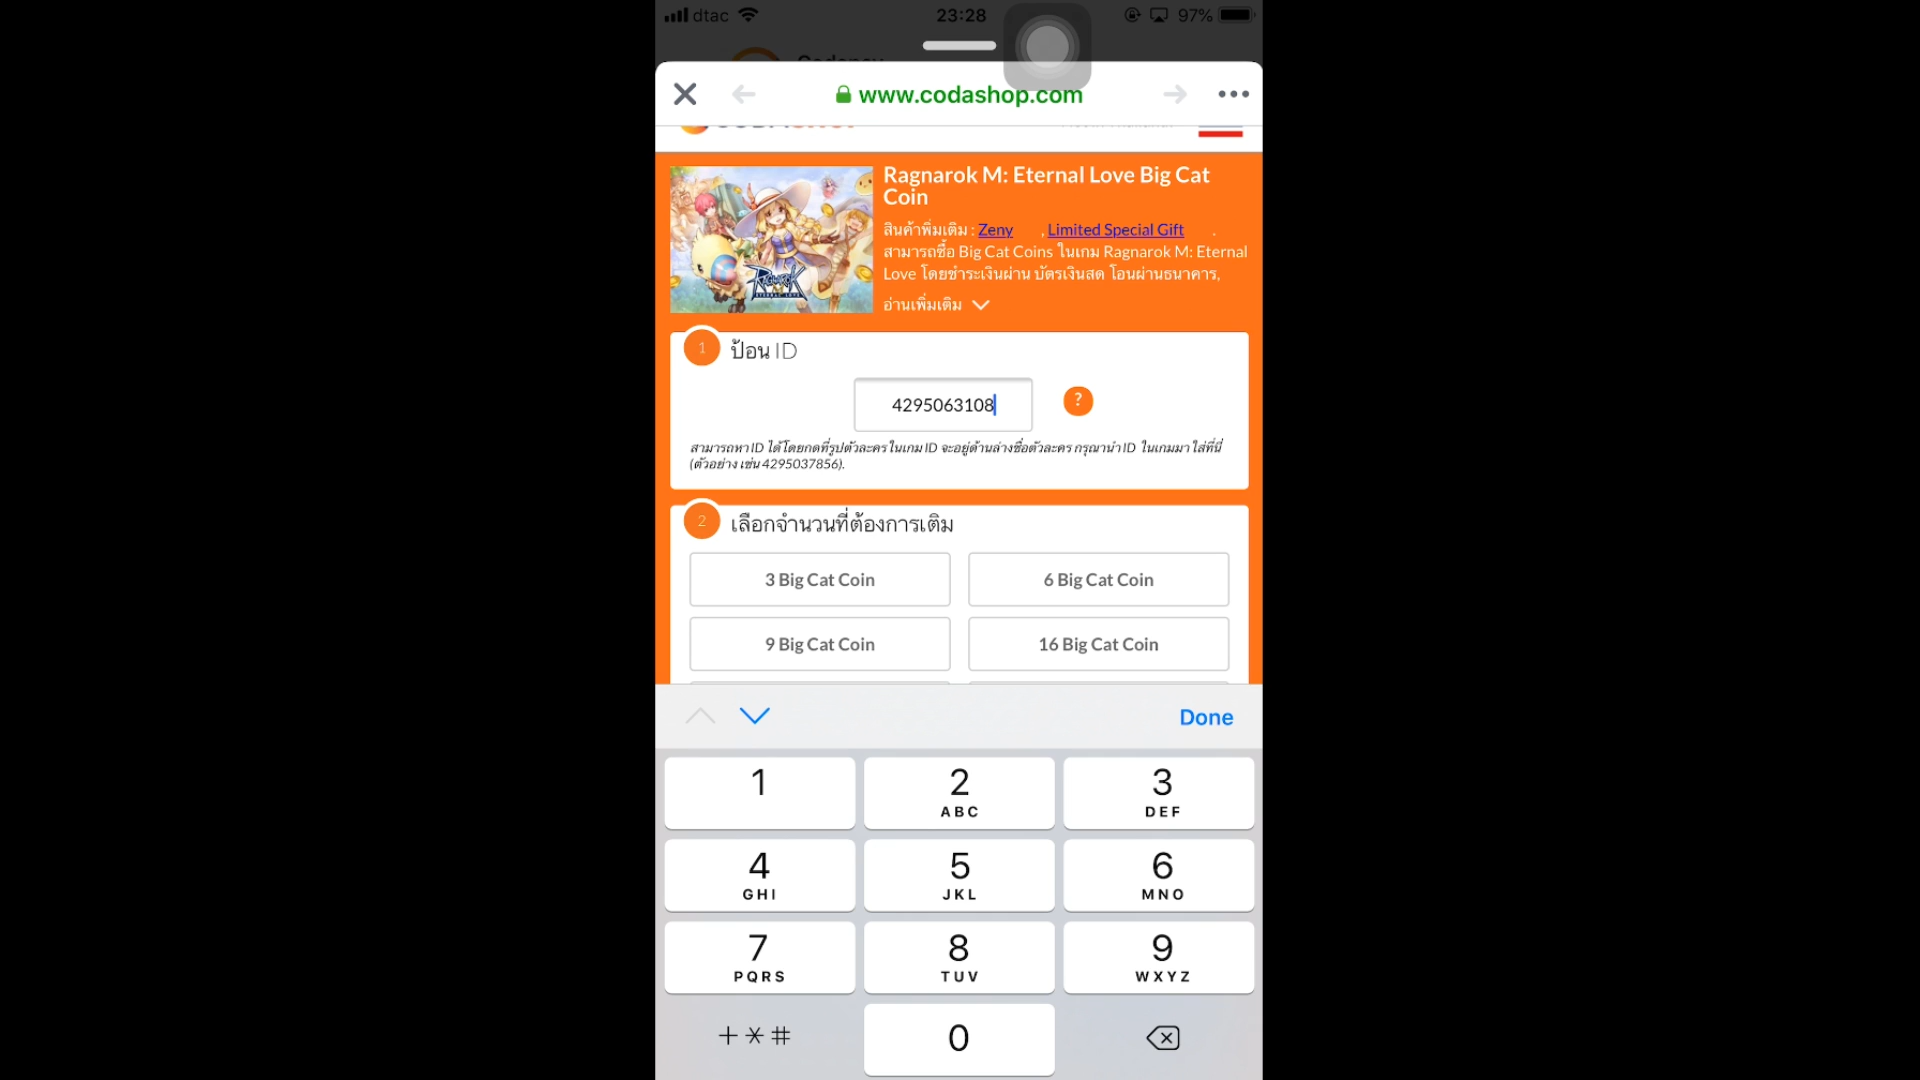 dtac 23:28 97%
www.codashop.com
Ragnarok M: Eternal Love Big Cat
Coin
สินค้าเพิ่มเติม : Zeny , Limited Special Gift .
สามารถซื้อ Big Cat Coins ในเกม Ragnarok M: Eternal
Love โดยชำระเงินผ่าน บัตรเงินสด โอนผ่านธนาคาร,
อ่านเพิ่มเติม
RAGNAROK
ETERNAL LOVE
1 ป้อน ID
4295063108 ?
สามารถหา ID ได้โดยกดที่รูปตัวละครในเกม ID จะอยู่ด้านล่างชื่อตัวละคร กรุณานำ ID ในเกมมาใส่ที่นี่
(ตัวอย่าง เช่น 4295037856).
2 เลือกจำนวนที่ต้องการเติม
3 Big Cat Coin 6 Big Cat Coin
9 Big Cat Coin 16 Big Cat Coin
Done
1 2 3
ABC DEF
4 5 6
GHI JKL MNO
7 8 9
PQRS TUV WXYZ
+*# 0